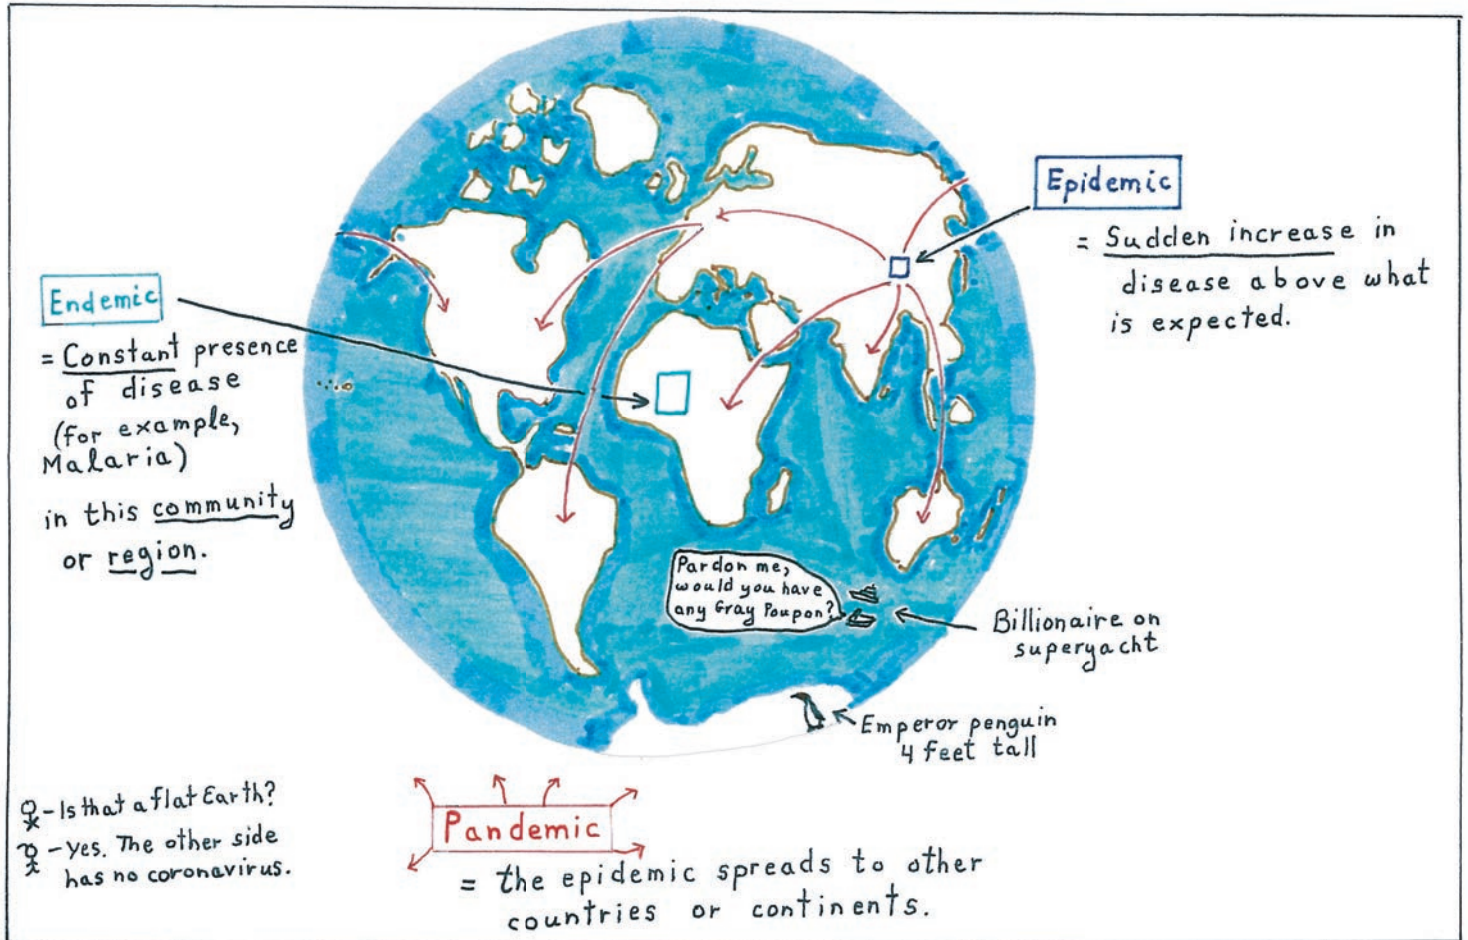 Epidemic
= Sudden increase in
disease above what
is expected.
Endemic
= Constant presence
of disease
(for example,
Malaria)
in this community
or region.
Pardon me,
would you have
any Gray Poupon?
Billionaire on
superyacht
Emperor penguin
4 feet tall
- Is that a flat Earth?
- Yes. The other side
has no coronavirus.
Pandemic
= the epidemic spreads to other
countries or continents.